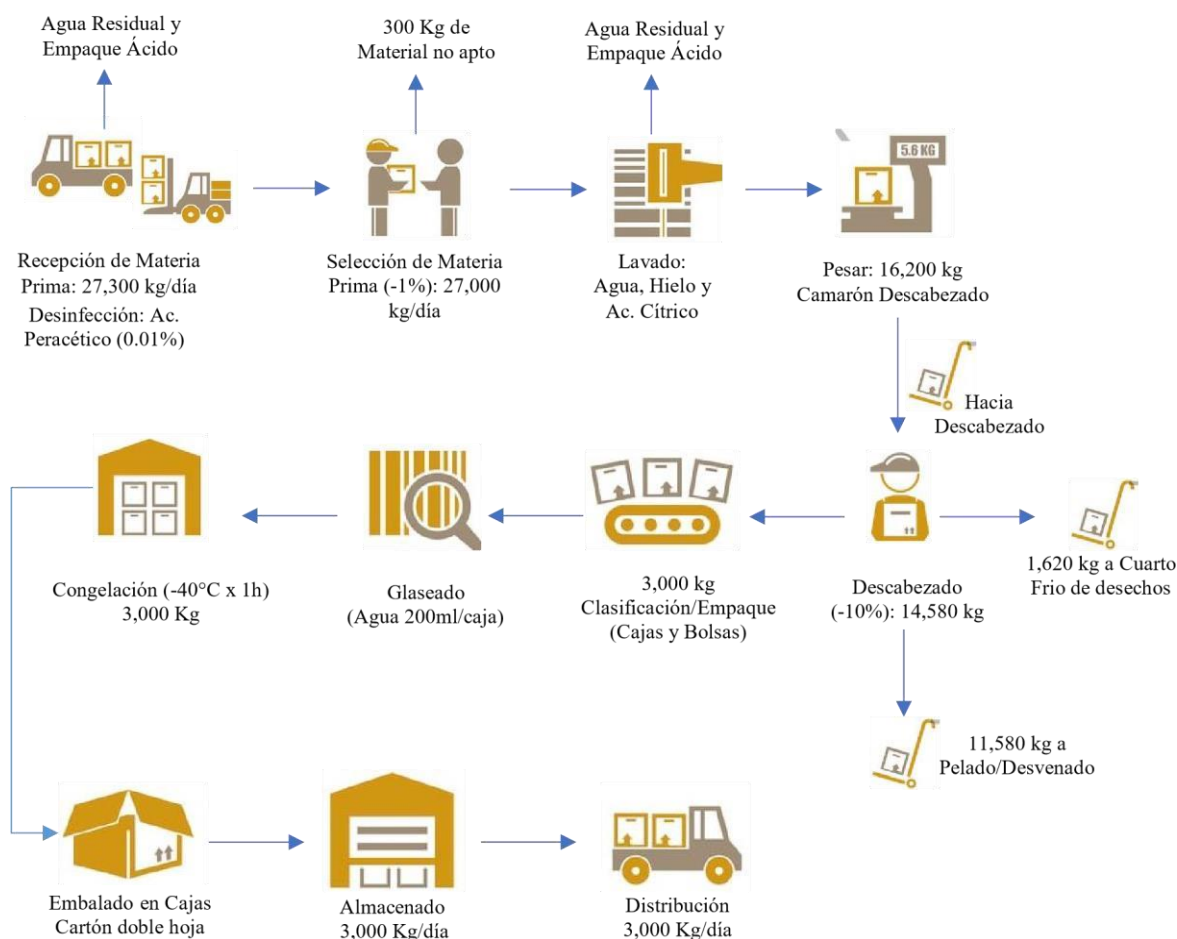 Agua Residual y
Empaque Ácido
300 Kg de
Material no apto
Agua Residual y
Empaque Ácido
5.6 KG
Recepción de Materia
Prima: 27,300 kg/día
Desinfección: Ac.
Peracético (0.01%)
Selección de Materia
Prima (-1%): 27,000
kg/día
Lavado:
Agua, Hielo y
Ac. Cítrico
Pesar: 16,200 kg
Camarón Descabezado
Hacia
Descabezado
Congelación (-40°C x 1h)
3,000 Kg
Glaseado
(Agua 200ml/caja)
3,000 kg
Clasificación/Empaque
(Cajas y Bolsas)
Descabezado
(-10%): 14,580 kg
1,620 kg a Cuarto
Frio de desechos
11,580 kg a
Pelado/Desvenado
Embalado en Cajas
Cartón doble hoja
Almacenado
3,000 Kg/día
Distribución
3,000 Kg/día